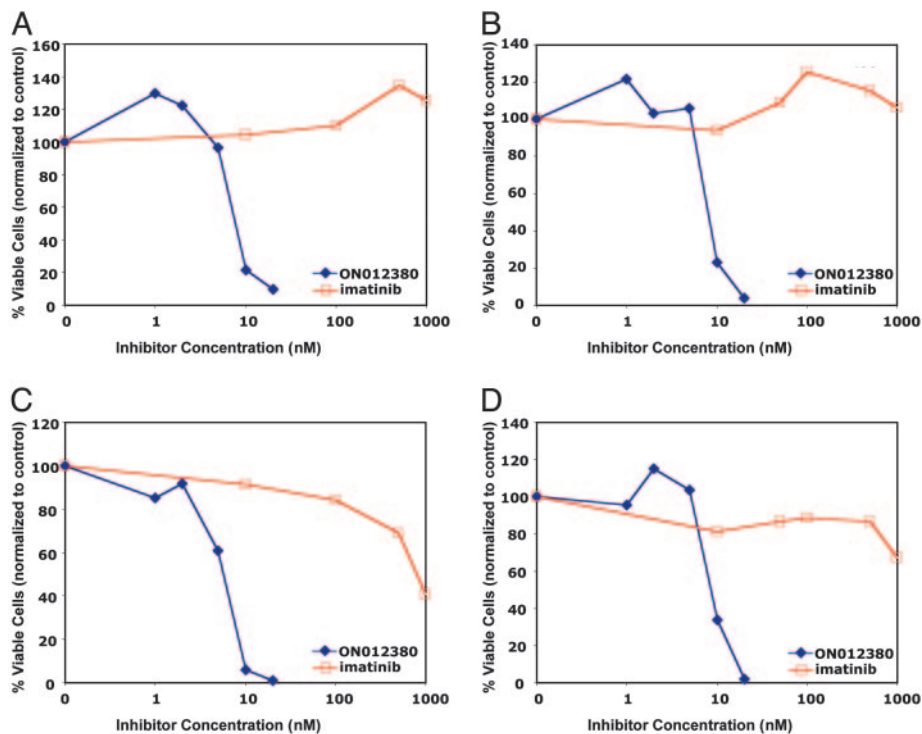 A
% Viable Cells (normalized to control)
160
140
120
100
80
60
40
20
0
0 1 10 100 1000
ON012380
imatinib
Inhibitor Concentration (nM)
B
% Viable Cells (normalized to control)
140
120
100
80
60
40
20
0
0 1 10 100 1000
ON012380
imatinib
Inhibitor Concentration (nM)
C
% Viable Cells (normalized to control)
120
100
80
60
40
20
0
0 1 10 100 1000
ON012380
imatinib
Inhibitor Concentration (nM)
D
% Viable Cells (normalized to control)
140
120
100
80
60
40
20
0
0 1 10 100 1000
ON012380
imatinib
Inhibitor Concentration (nM)